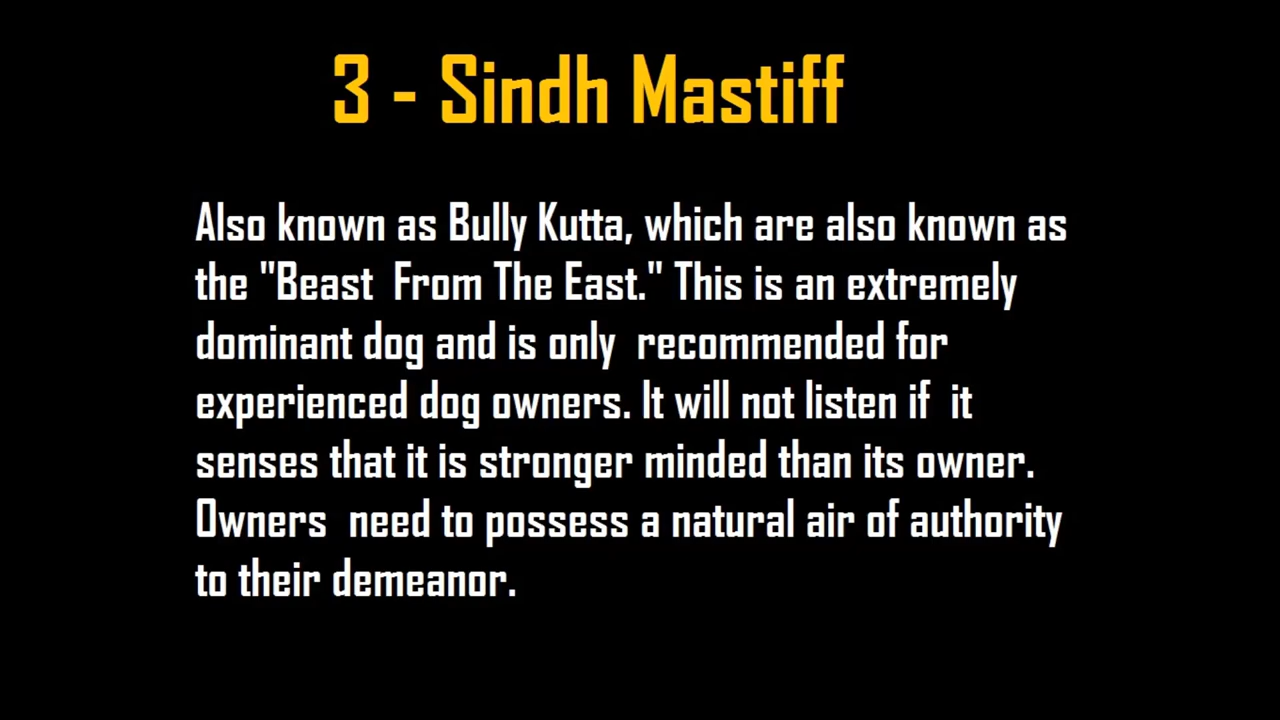 3 - Sindh Mastiff
Also known as Bully Kutta, which are also known as
the "Beast  From The East." This is an extremely
dominant dog and is only  recommended for
experienced dog owners. It will not listen if  it
senses that it is stronger minded than its owner.
Owners  need to possess a natural air of authority
to their demeanor.